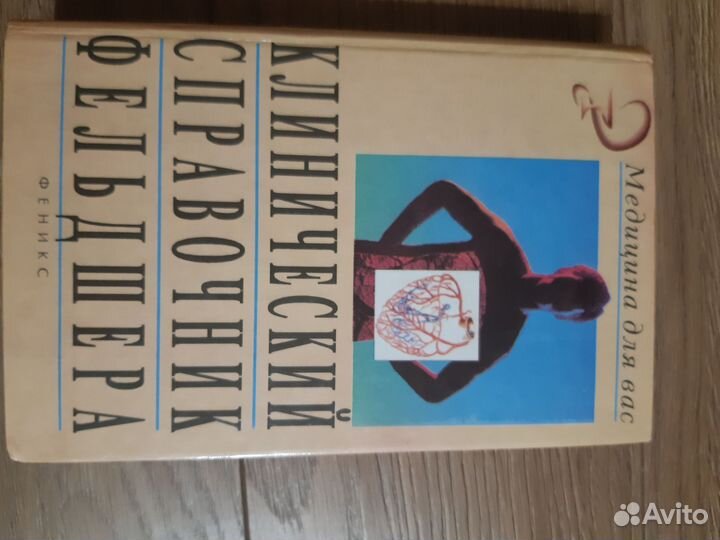 Медицина для вас
КЛИНИЧЕСКИЙ
СПРАВОЧНИК
ФЕЛЬДШЕРА
ФЕНИКС
Avito